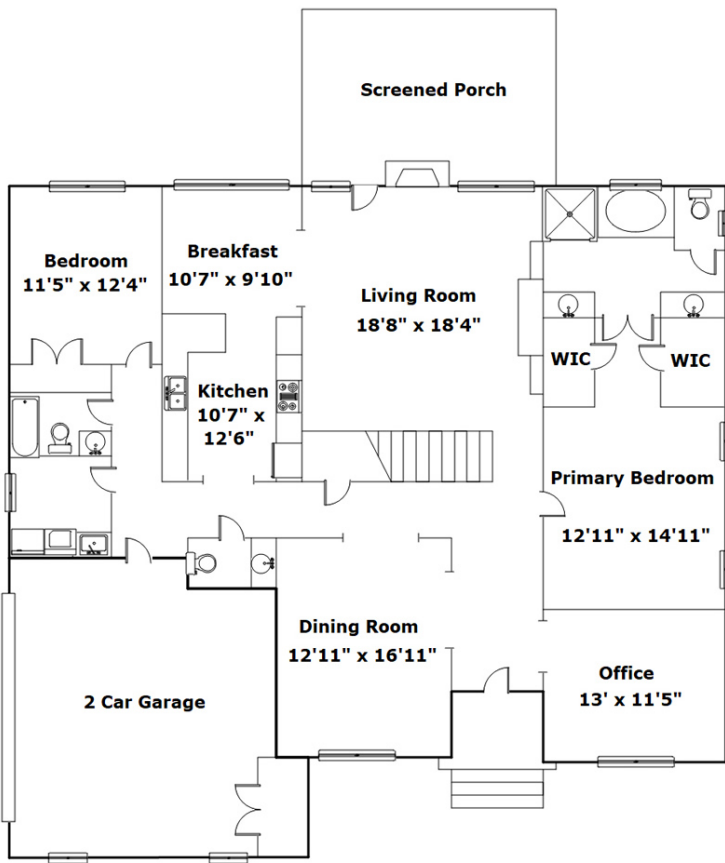 Screened Porch
Bedroom
11'5" x 12'4"
Breakfast
10'7" x 9'10"
Living Room
18'8" x 18'4"
WIC
WIC
Kitchen
10'7" x
12'6"
Primary Bedroom
12'11" x 14'11"
Dining Room
12'11" x 16'11"
Office
13' x 11'5"
2 Car Garage